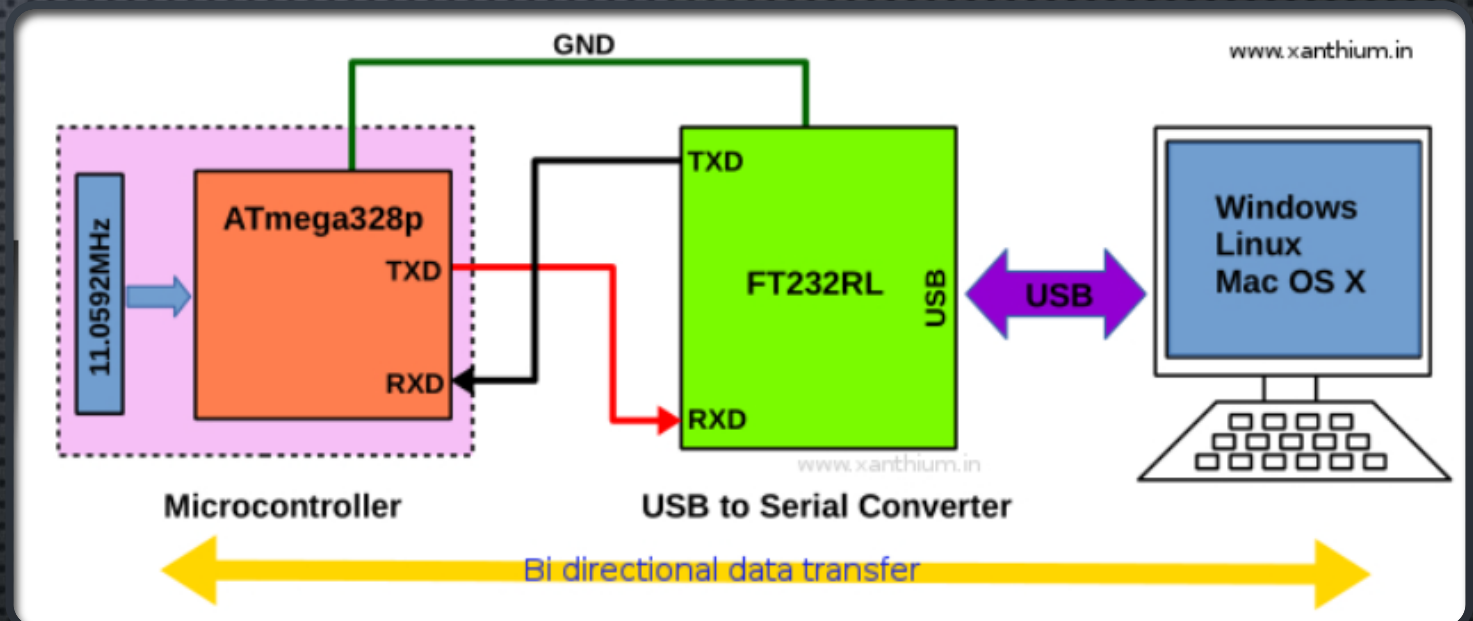 GND
www.xanthium.in
11.0592MHz
ATmega328p
TXD
RXD
TXD
FT232RL
USB
RXD
USB
Windows
Linux
Mac OS X
www.xanthium.in
Microcontroller
USB to Serial Converter
Bi directional data transfer